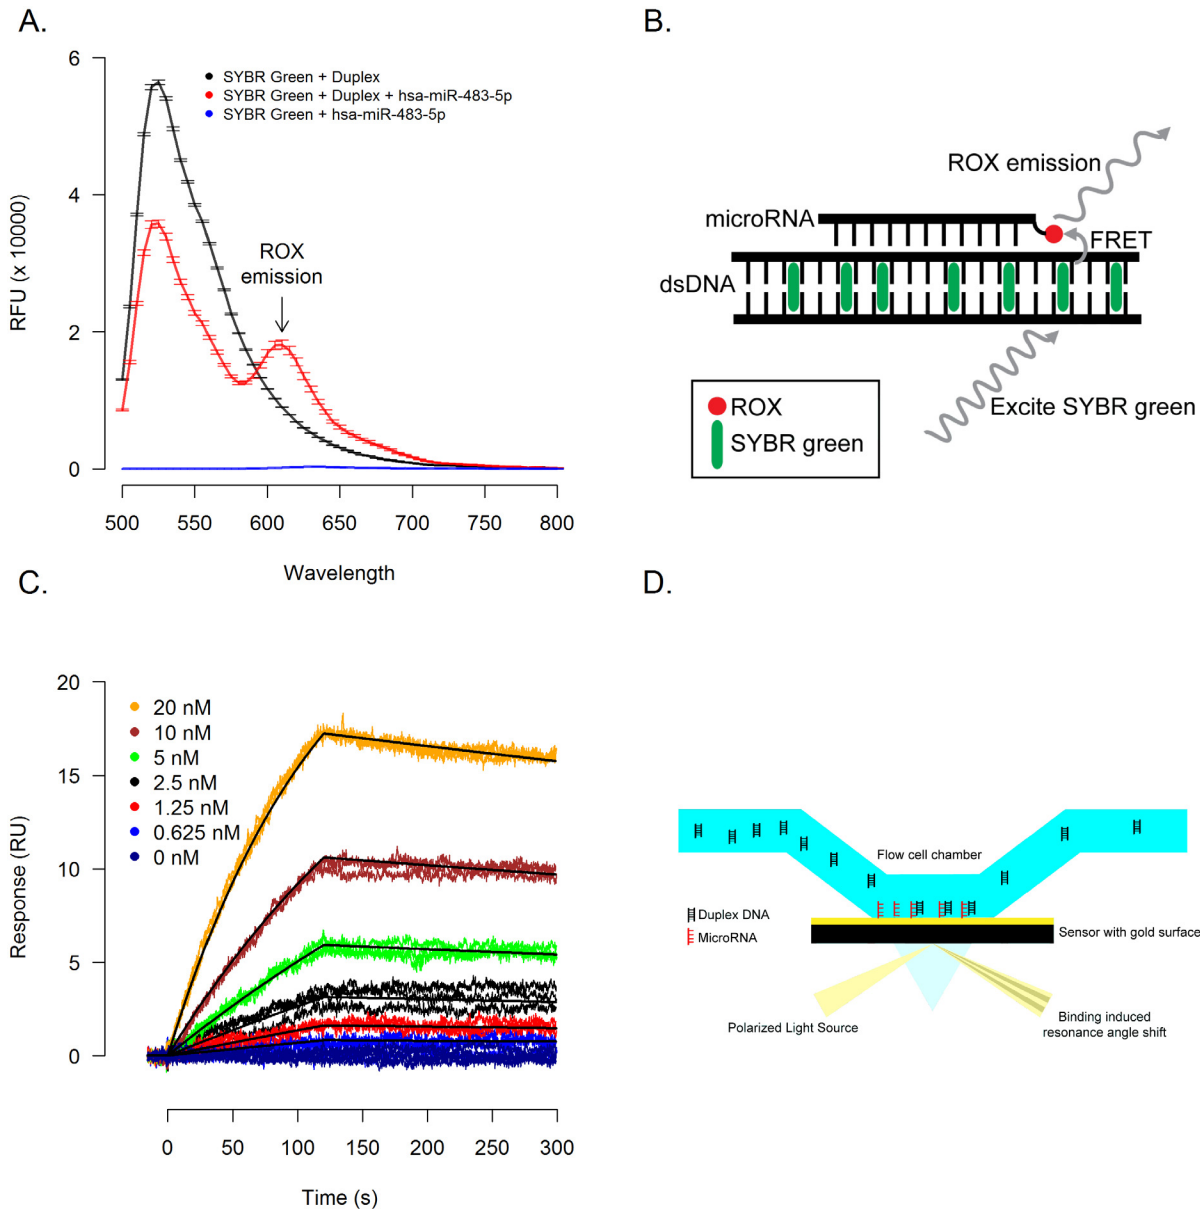 A.
6
4
2
0
RFU (x 10000)
SYBR Green + Duplex
SYBR Green + Duplex + hsa-miR-483-5p
SYBR Green + hsa-miR-483-5p
ROX
emission
500
550
600
650
700
750
800
Wavelength
B.
ROX emission
microRNA
FRET
dsDNA
Excite SYBR green
ROX
SYBR green
C.
20
15
10
5
0
Response (RU)
20 nM
10 nM
5 nM
2.5 nM
1.25 nM
0.625 nM
0 nM
0
50
100
150
200
250
300
Time (s)
D.
Flow cell chamber
Duplex DNA
MicroRNA
Sensor with gold surface
Polarized Light Source
Binding induced
resonance angle shift